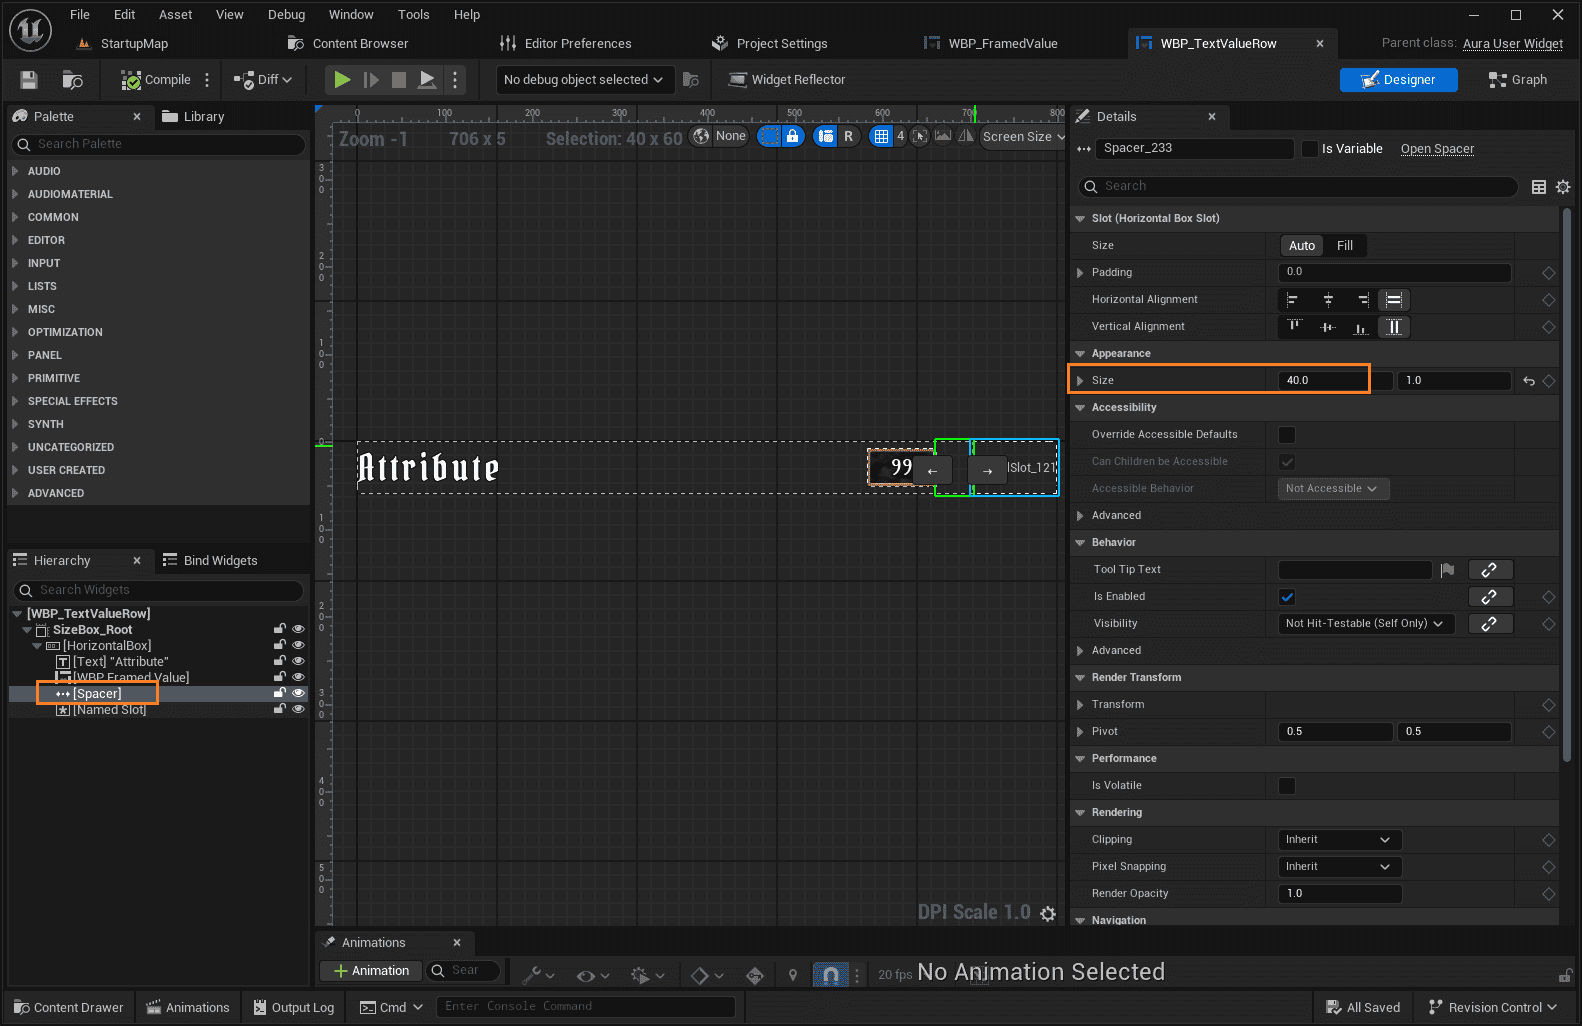 File Edit Asset View Debug Window Tools Help
StartupMap Content Browser Editor Preferences Project Settings WBP_FramedValue WBP_TextValueRow Parent class: Aura User Widget
Compile Diff No debug object selected Widget Reflector Designer Graph
Palette Library
Search Palette
AUDIO
AUDIOMATERIAL
COMMON
EDITOR
INPUT
LISTS
MISC
OPTIMIZATION
PANEL
PRIMITIVE
SPECIAL EFFECTS
SYNTH
UNCATEGORIZED
USER CREATED
ADVANCED
Hierarchy Bind Widgets
Search Widgets
[WBP_TextValueRow]
SizeBox_Root
[HorizontalBox]
[Text] "Attribute"
[WBP Framed Value]
[Spacer]
[Named Slot]
0 100 200 300 400 500 600 700 800
Zoom -1 706 x 5 Selection: 40 x 60 None R 4 Screen Size
300
200
100
0
100
200
300
400
500
Attribute 99 ← → lSlot_121
DPI Scale 1.0
Details
Spacer_233 Is Variable Open Spacer
Search
Slot (Horizontal Box Slot)
Size Auto Fill
Padding 0.0
Horizontal Alignment
Vertical Alignment
Appearance
Size 40.0 1.0
Accessibility
Override Accessible Defaults
Can Children be Accessible
Accessible Behavior Not Accessible
Advanced
Behavior
Tool Tip Text
Is Enabled
Visibility Not Hit-Testable (Self Only)
Advanced
Render Transform
Transform
Pivot 0.5 0.5
Performance
Is Volatile
Rendering
Clipping Inherit
Pixel Snapping Inherit
Render Opacity 1.0
Navigation
Animations
+ Animation Sear 20 fps No Animation Selected
Content Drawer Animations Output Log Cmd Enter Console Command All Saved Revision Control